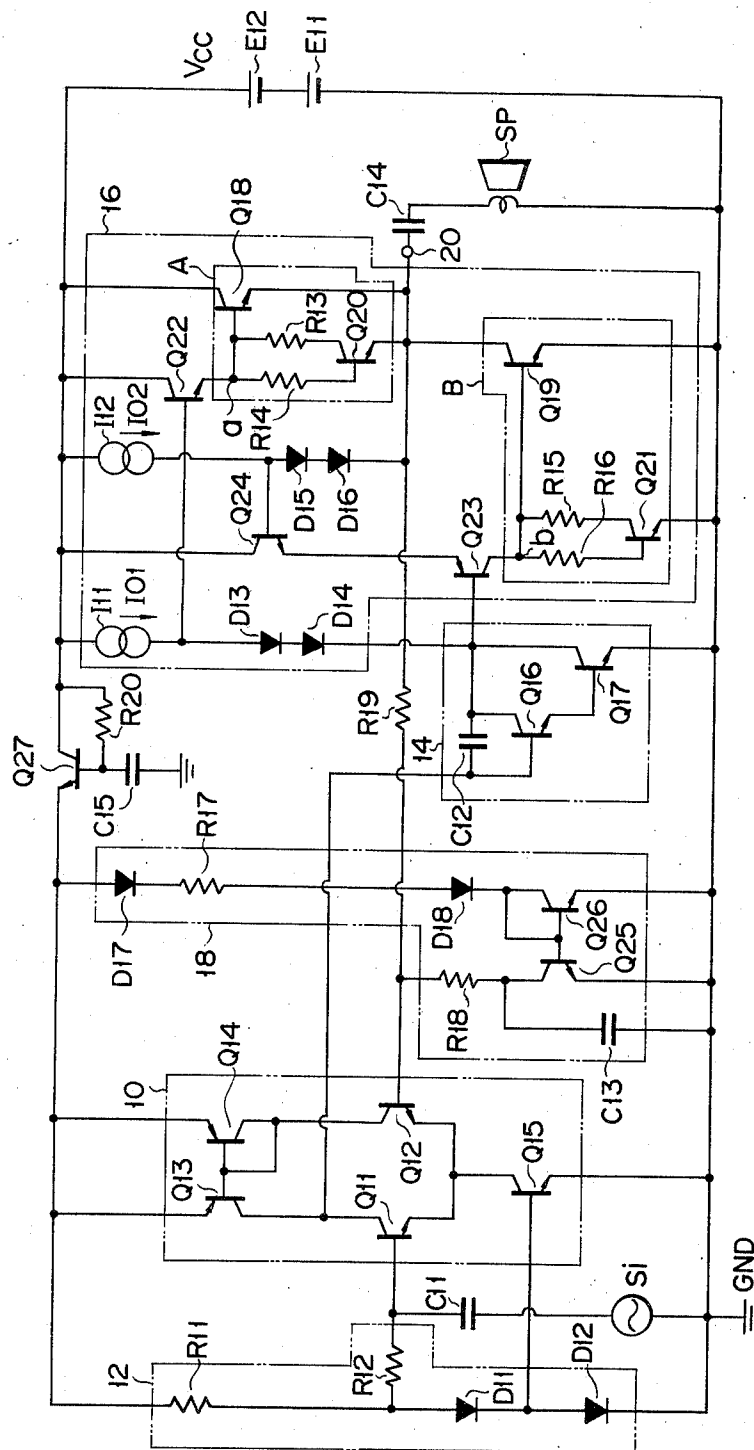 VCC
E12
E11
16
SP
C14
Q18
A
20
R13
Q20
Q22
a
R14
B
Q19
I12
I02
D15
D16
Q24
R15
R16
Q21
Q23
b
I11
I01
D13
D14
Q16
Q17
14
C12
R20
R19
Q27
C15
R17
D18
Q26
Q25
D17
18
R18
C13
Q14
10
Q12
Q13
Q11
Q15
C11
Si
GND
12
R11
R12
D11
D12